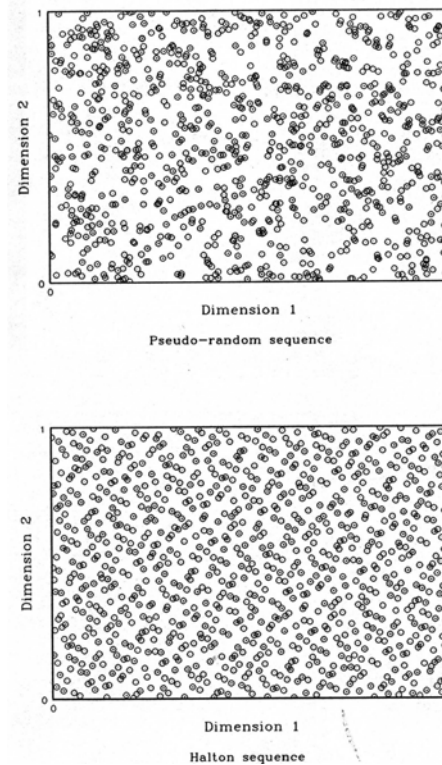 1
Dimension 2
0
0
Dimension 1
Pseudo-random sequence
1
Dimension 2
0
0
Dimension 1
Halton sequence